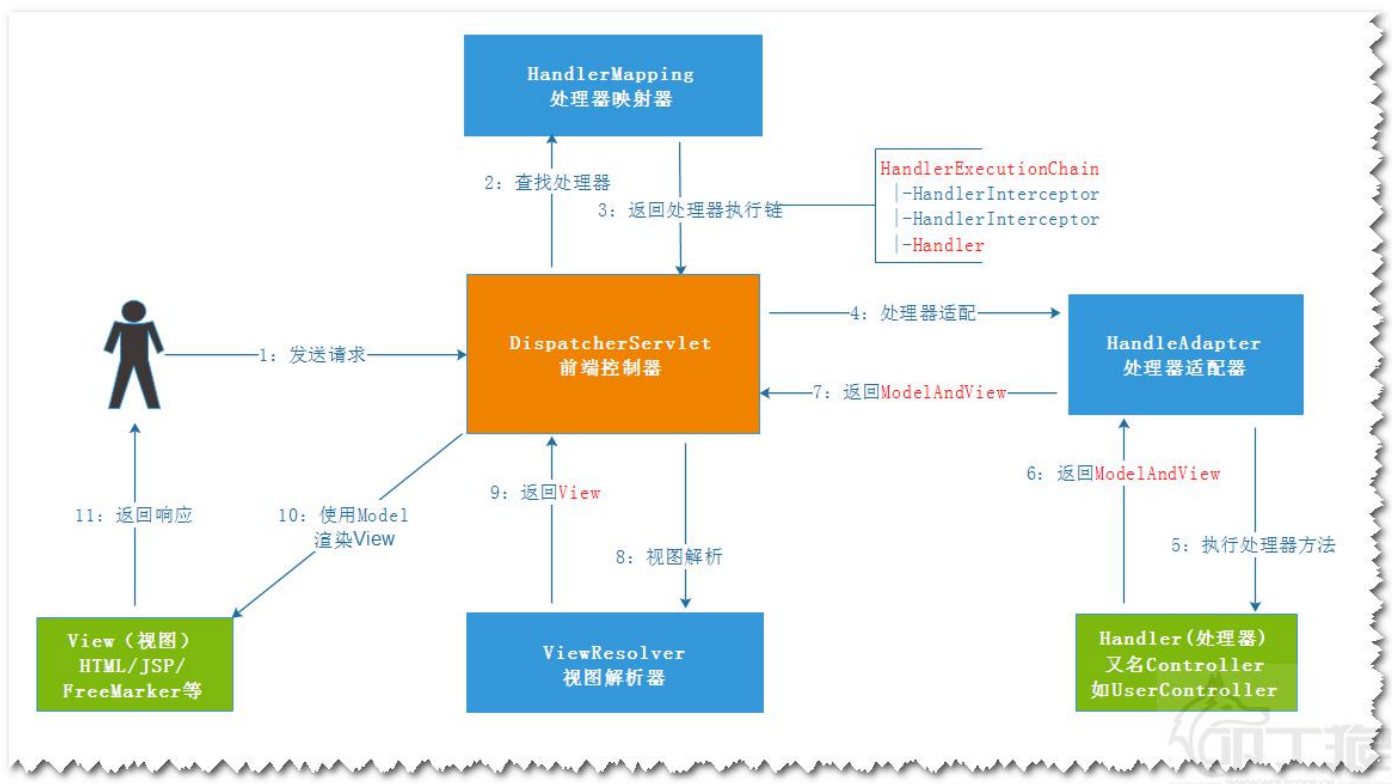 HandlerMapping
处理器映射器
2：查找处理器
3：返回处理器执行链
HandlerExecutionChain
|-HandlerInterceptor
|-HandlerInterceptor
|-Handler
1：发送请求
DispatcherServlet
前端控制器
4：处理器适配
HandleAdapter
处理器适配器
7：返回ModelAndView
6：返回ModelAndView
9：返回View
11：返回响应
10：使用Model
渲染View
8：视图解析
5：执行处理器方法
View（视图）
HTML/JSP/
FreeMarker等
ViewResolver
视图解析器
Handler(处理器)
又名Controller
如UserController